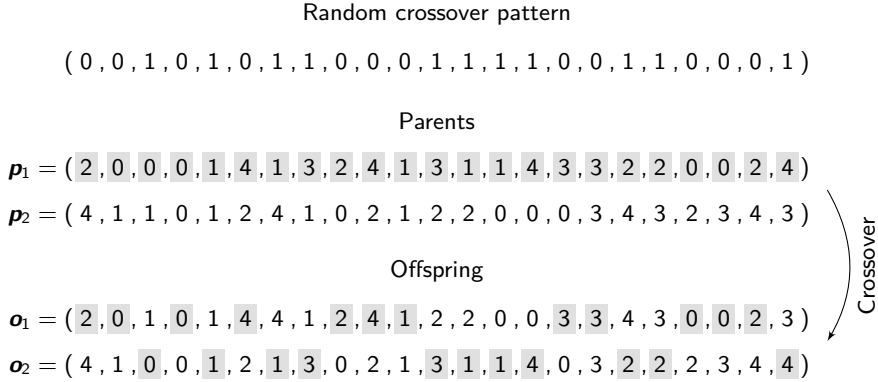 Random crossover pattern
( 0 , 0 , 1 , 0 , 1 , 0 , 1 , 1 , 0 , 0 , 0 , 1 , 1 , 1 , 1 , 0 , 0 , 1 , 1 , 0 , 0 , 0 , 1 )
Parents
p1 = ( 2 , 0 , 0 , 0 , 1 , 4 , 1 , 3 , 2 , 4 , 1 , 3 , 1 , 1 , 4 , 3 , 3 , 2 , 2 , 0 , 0 , 2 , 4 )
p2 = ( 4 , 1 , 1 , 0 , 1 , 2 , 4 , 1 , 0 , 2 , 1 , 2 , 2 , 0 , 0 , 0 , 3 , 4 , 3 , 2 , 3 , 4 , 3 )
Offspring
o1 = ( 2 , 0 , 1 , 0 , 1 , 4 , 4 , 1 , 2 , 4 , 1 , 2 , 2 , 0 , 0 , 3 , 3 , 4 , 3 , 0 , 0 , 2 , 3 )
o2 = ( 4 , 1 , 0 , 0 , 1 , 2 , 1 , 3 , 0 , 2 , 1 , 3 , 1 , 1 , 4 , 0 , 3 , 2 , 2 , 2 , 3 , 4 , 4 )
Crossover